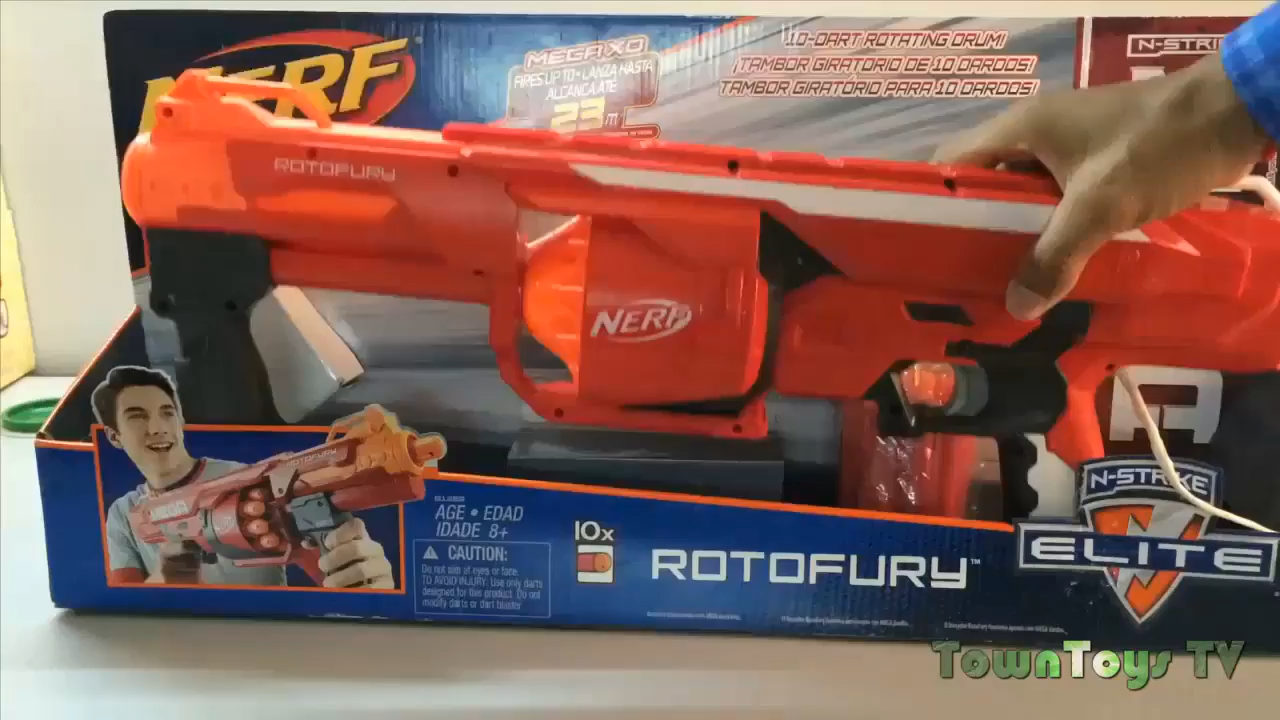 NERF
MEGA XD
FIRES UP TO • LANZA HASTA
ALCANÇA ATÉ
23m
10-DART ROTATING DRUM!
¡TAMBOR GIRATORIO DE 10 DARDOS!
TAMBOR GIRATÓRIO PARA 10 DARDOS!
N-STRIK
ROTOFURY
NERF
ROTOFURY
AGE • EDAD
IDADE 8+
CAUTION:
Do not aim at eyes or face.
TO AVOID INJURY: Use only darts
designed for this product. Do not
modify darts or dart blaster.
10x
ROTOFURY™
N-STRIKE
ELITE
TownToys TV